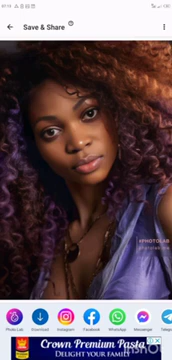 Save & Share
PHOTOLAB
Photo Lab
Download
Instagram
Facebook
WhatsApp
Messenger
Crown Premium Pasta
DELIGHT YOUR FAMILY